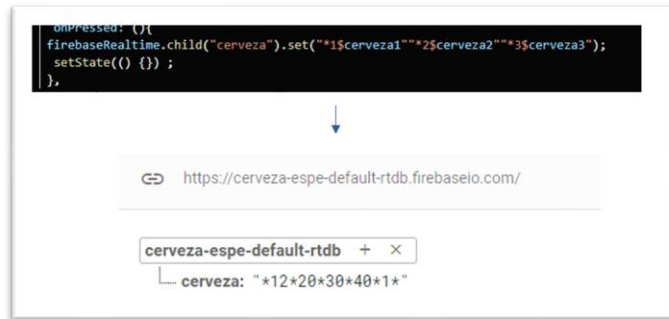 onPressed: (){
firebaseRealtime.child("cerveza").set("*1$cerveza1""*2$cerveza2""*3$cerveza3");
setState(() {}) ;
},
https://cerveza-espe-default-rtdb.firebaseio.com/
cerveza-espe-default-rtdb + ×
cerveza: "*12*20*30*40*1*"